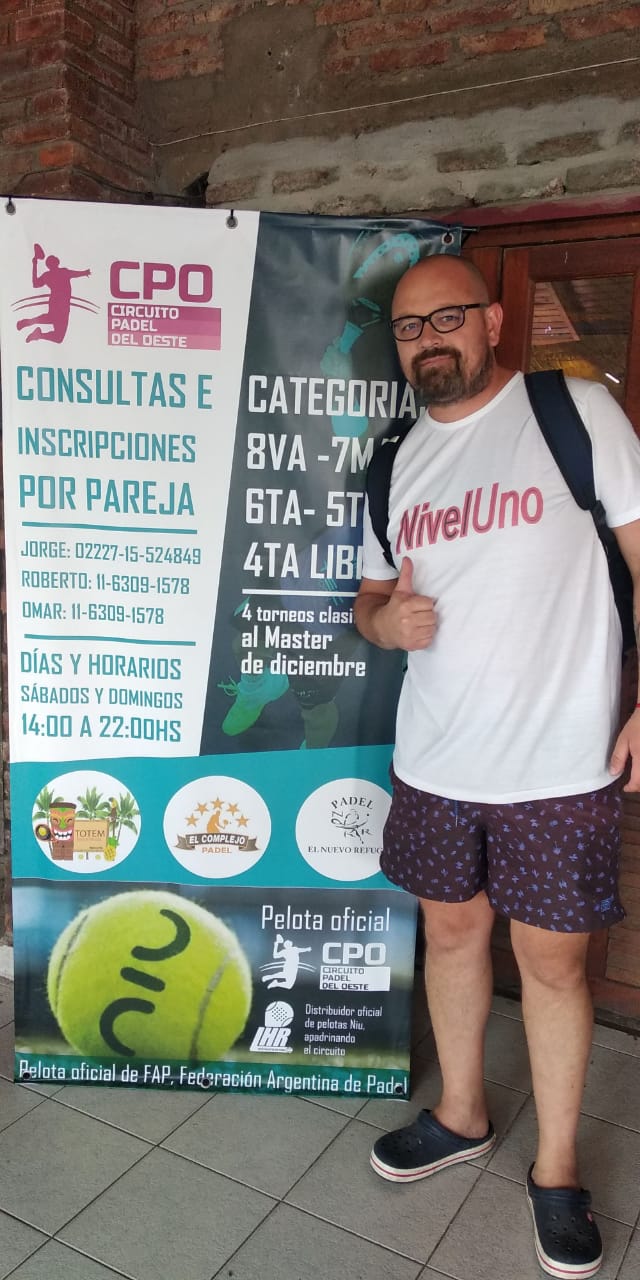 CPO
CIRCUITO
PADEL
DEL OESTE
CONSULTAS E
INSCRIPCIONES
POR PAREJA
JORGE: 02227-15-524849
ROBERTO: 11-6309-1578
OMAR: 11-6309-1578
DÍAS Y HORARIOS
SÁBADOS Y DOMINGOS
14:00 A 22:00HS
CATEGORIA
8VA -7M
6TA- 5T
4TA LIB
4 torneos clasi
al Master
de diciembre
NivelUno
TOTEM
EL COMPLEJO
PADEL
PADEL
EL NUEVO REFUG
Pelota oficial
CPO
CIRCUITO
PADEL
DEL OESTE
IHR
Distribuidor oficial
de pelotas Niu,
apadrinando
el circuito
Pelota oficial de FAP, Federación Argentina de Padel